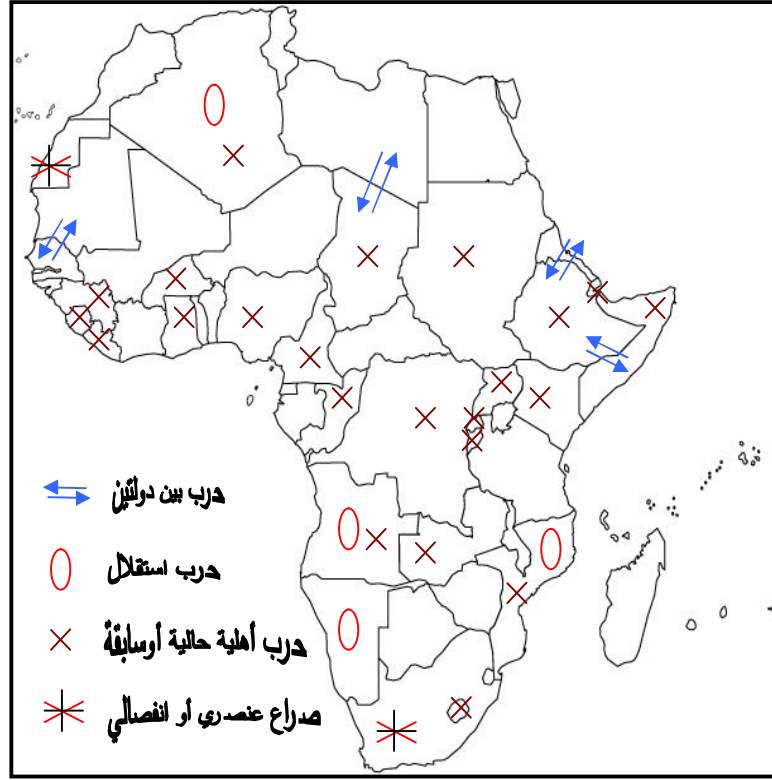 حرب بين دولتين
حرب استقلال
حرب أهلية حالية أوسابقة
صراع عنصري أو انفصالي